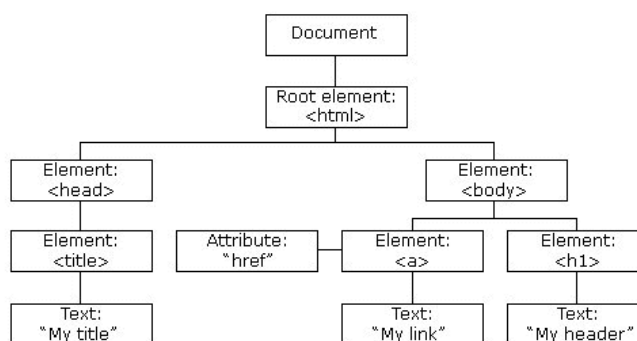 Document
Root element:
<html>
Element:
<head>
Element:
<body>
Element:
<title>
Attribute:
"href"
Element:
<a>
Element:
<h1>
Text:
"My title"
Text:
"My link"
Text:
"My header"